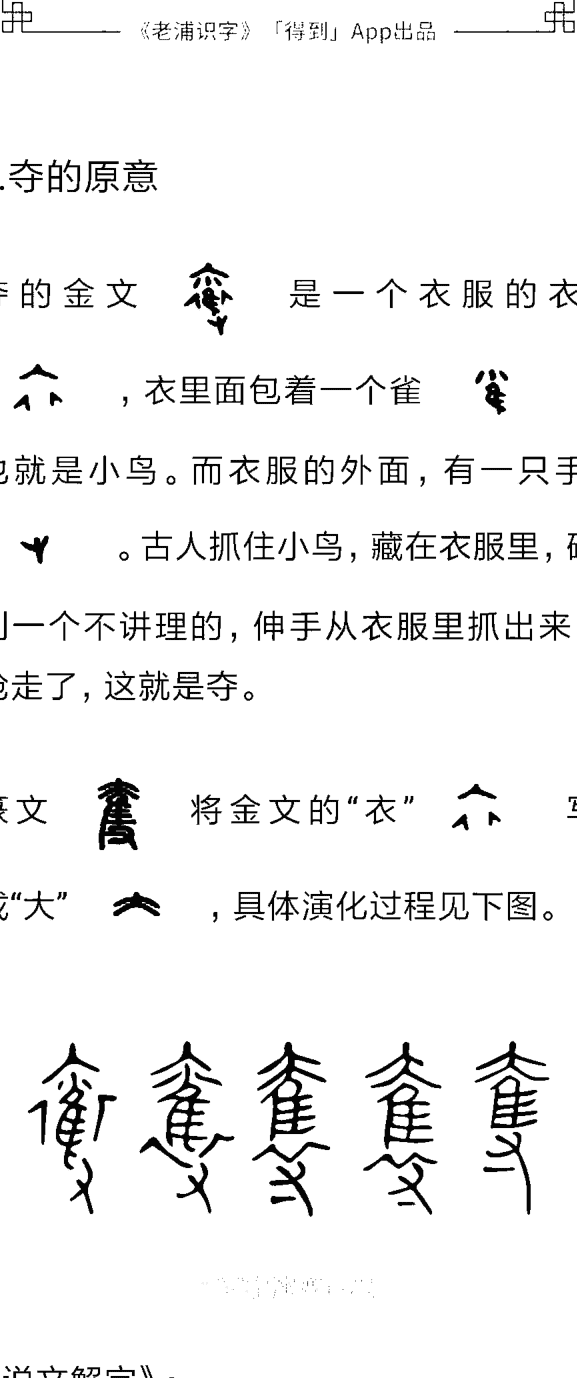 《老浦识字》「得到」App出品
.夺的原意
夺的金文 是一个衣服的衣
，衣里面包着一个雀
也就是小鸟。而衣服的外面，有一只手
。古人抓住小鸟，藏在衣服里，
一个不讲理的，伸手从衣服里抓出来
抢走了，这就是夺。
篆文 将金文的“衣” 写
成“大” ，具体演化过程见下图。
说文解字》：